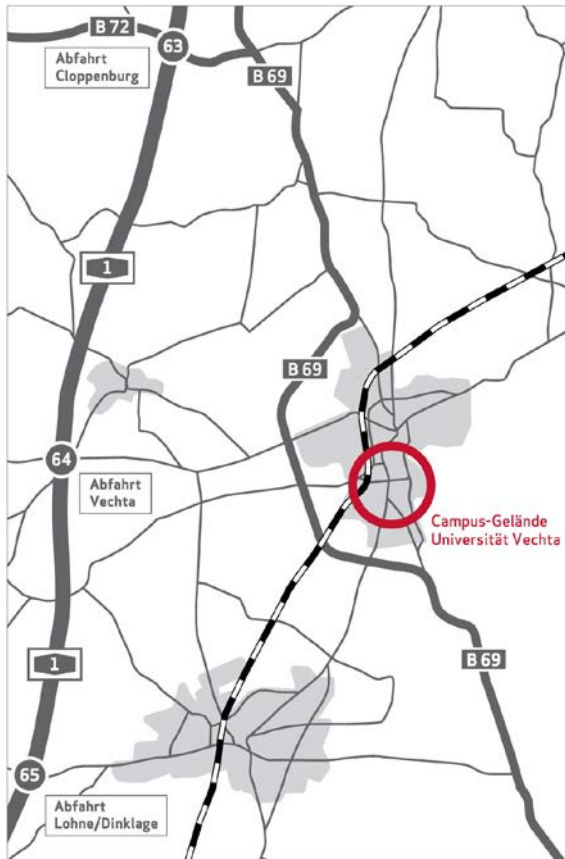 B 72
63
Abfahrt
Cloppenburg
B 69
1
B 69
64
Abfahrt
Vechta
Campus-Gelände
Universität Vechta
1
B 69
65
Abfahrt
Lohne/Dinklage